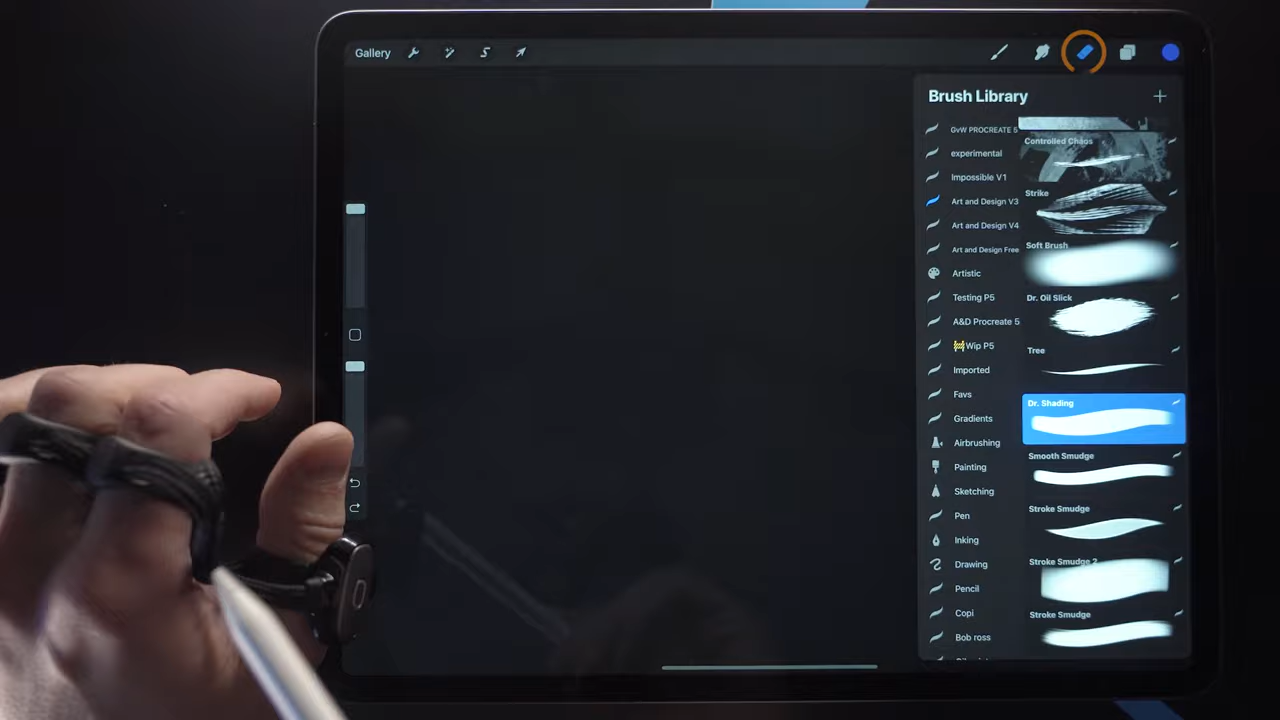 Gallery
Brush Library
GvW PROCREATE 5
experimental
Impossible V1
Art and Design V3
Art and Design V4
Art and Design Free
Artistic
Testing P5
A&D Procreate 5
🚧Wip P5
Imported
Favs
Gradients
Airbrushing
Painting
Sketching
Pen
Inking
Drawing
Pencil
Copi
Bob ross
Controlled Chaos
Strike
Soft Brush
Dr. Oil Slick
Tree
Dr. Shading
Smooth Smudge
Stroke Smudge
Stroke Smudge 2
Stroke Smudge